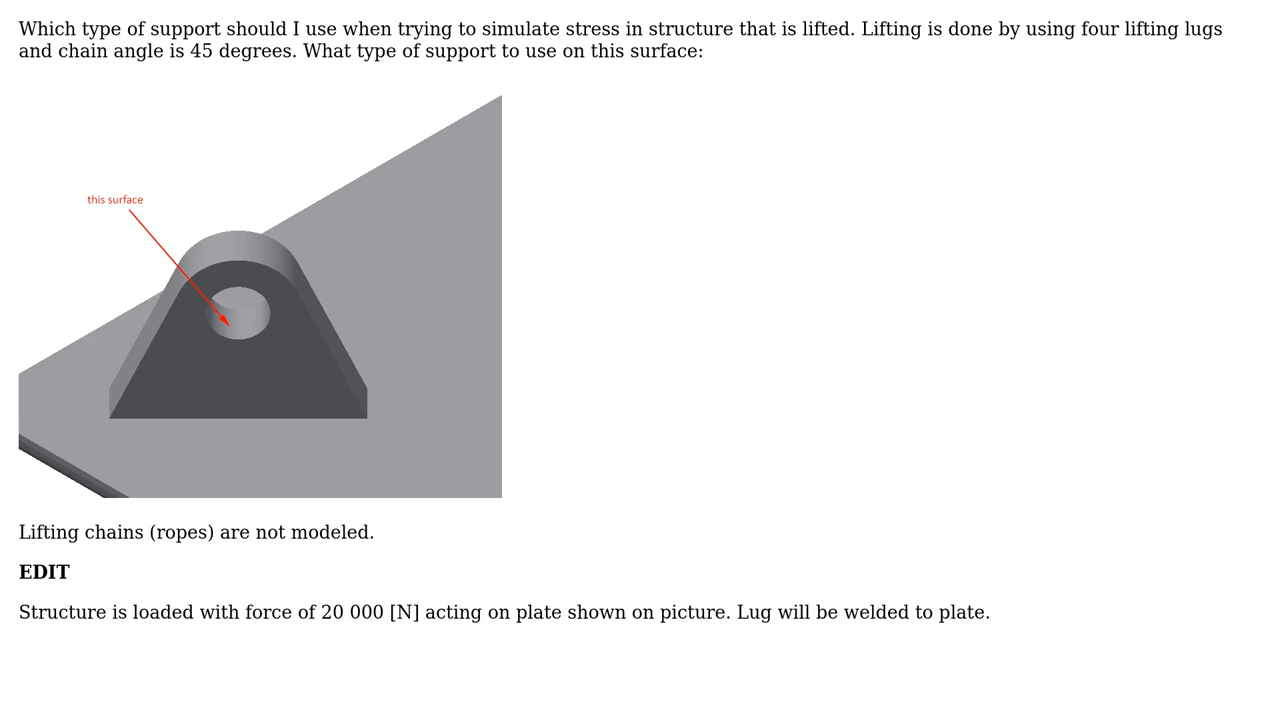 Which type of support should I use when trying to simulate stress in structure that is lifted. Lifting is done by using four lifting lugs
and chain angle is 45 degrees. What type of support to use on this surface:
this surface
Lifting chains (ropes) are not modeled.
EDIT
Structure is loaded with force of 20 000 [N] acting on plate shown on picture. Lug will be welded to plate.